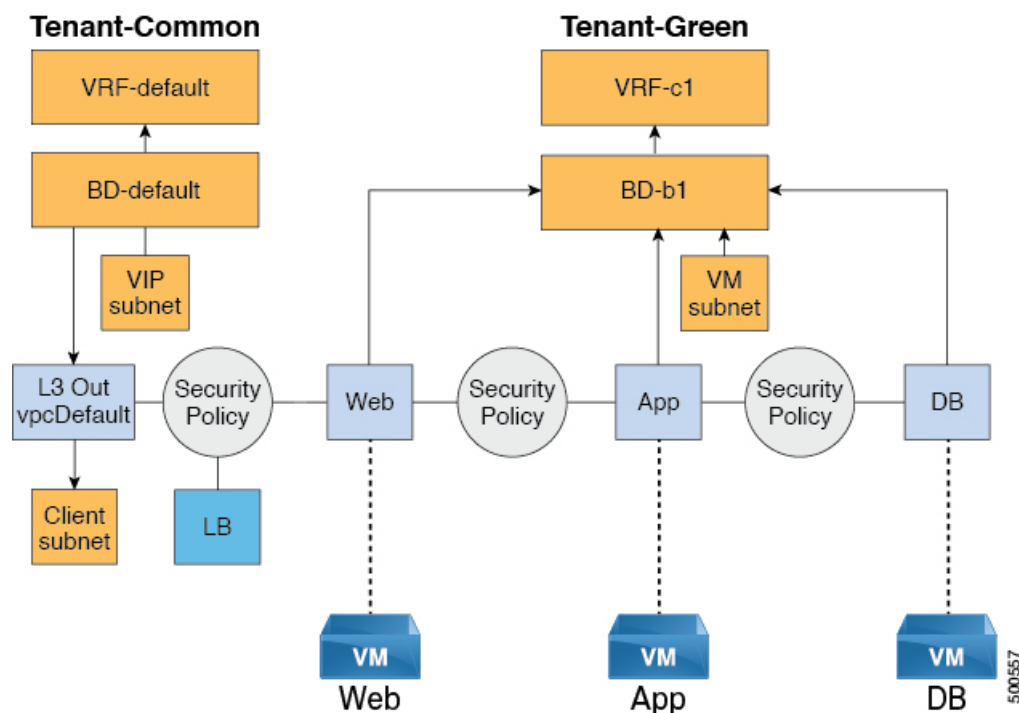 Tenant-Common
Tenant-Green
VRF-default
VRF-c1
BD-default
BD-b1
VIP
subnet
VM
subnet
L3 Out
vpcDefault
Security
Policy
Web
Security
Policy
App
Security
Policy
DB
Client
subnet
LB
VM
VM
VM
Web
App
DB
500557